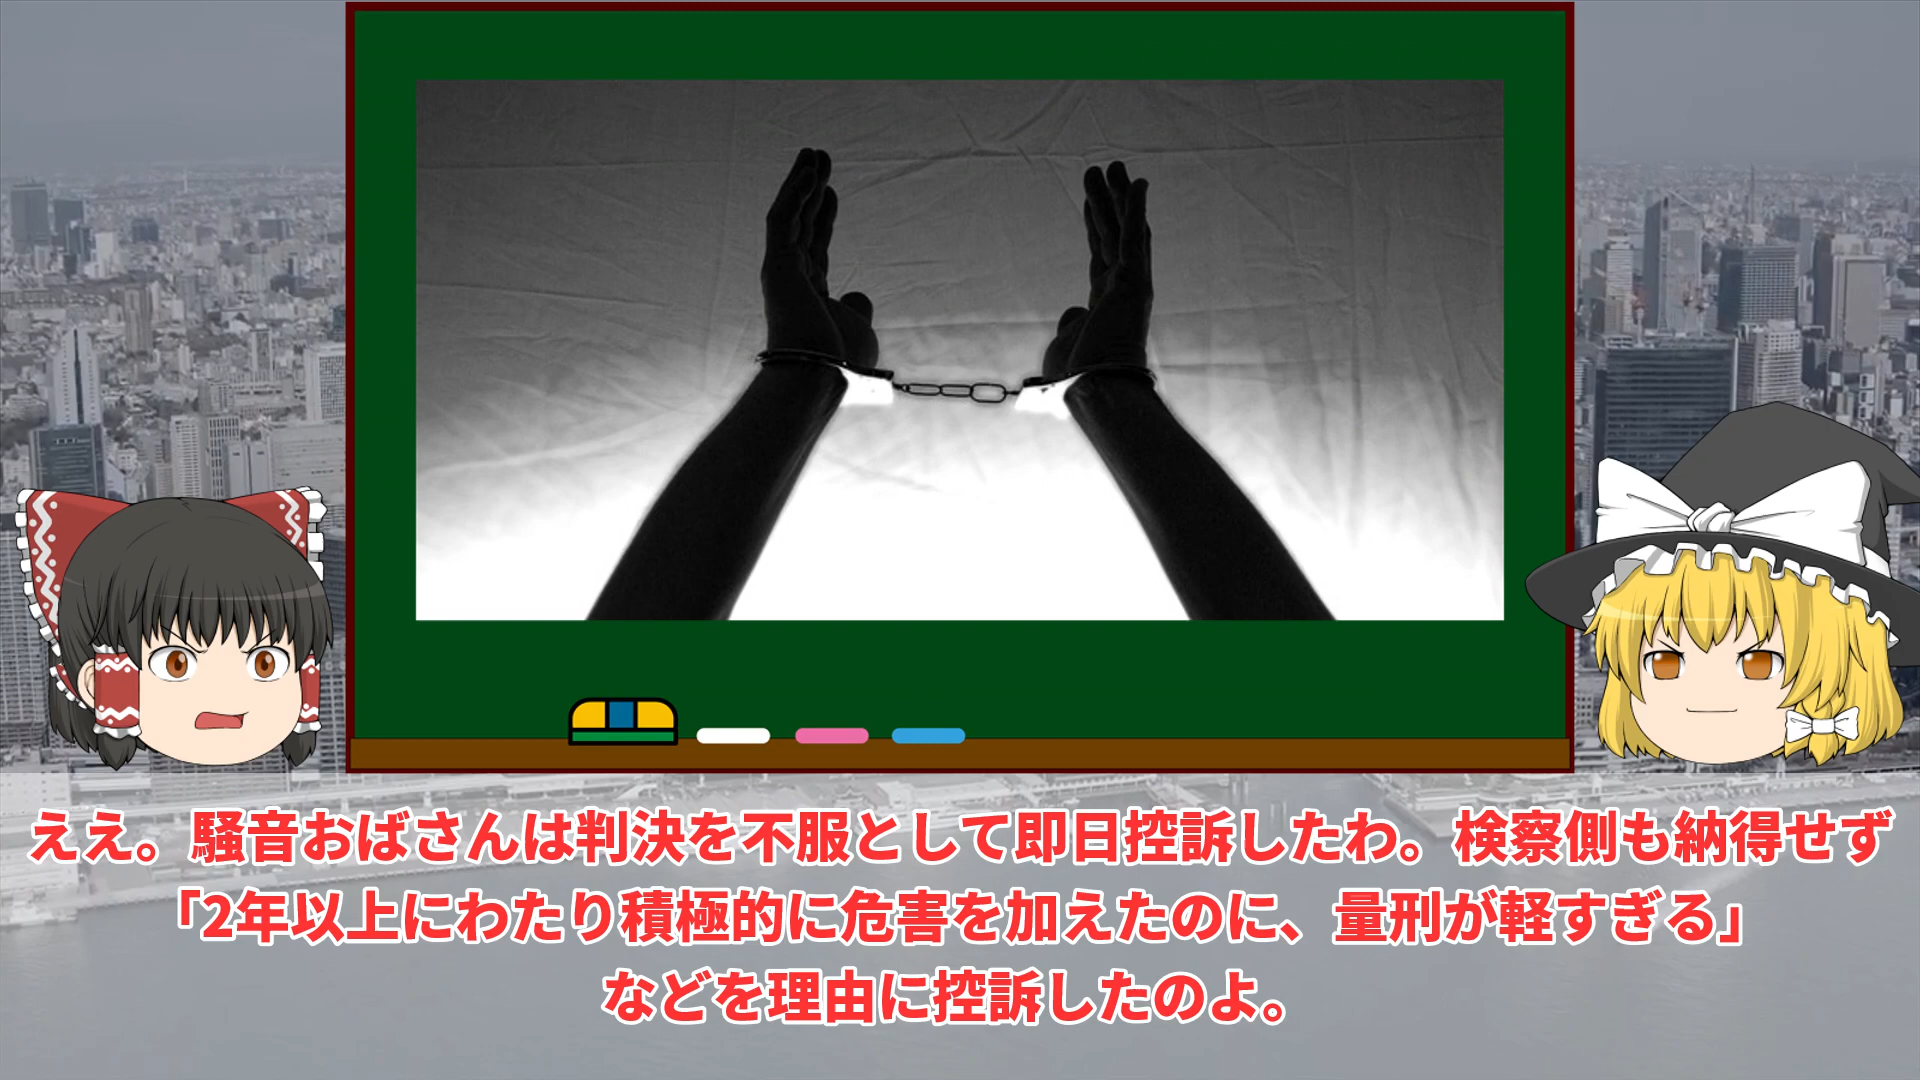 ええ。騒音おばさんは判決を不服として即日控訴したわ。検察側も納得せず
「2年以上にわたり積極的に危害を加えたのに、量刑が軽すぎる」
などを理由に控訴したのよ。